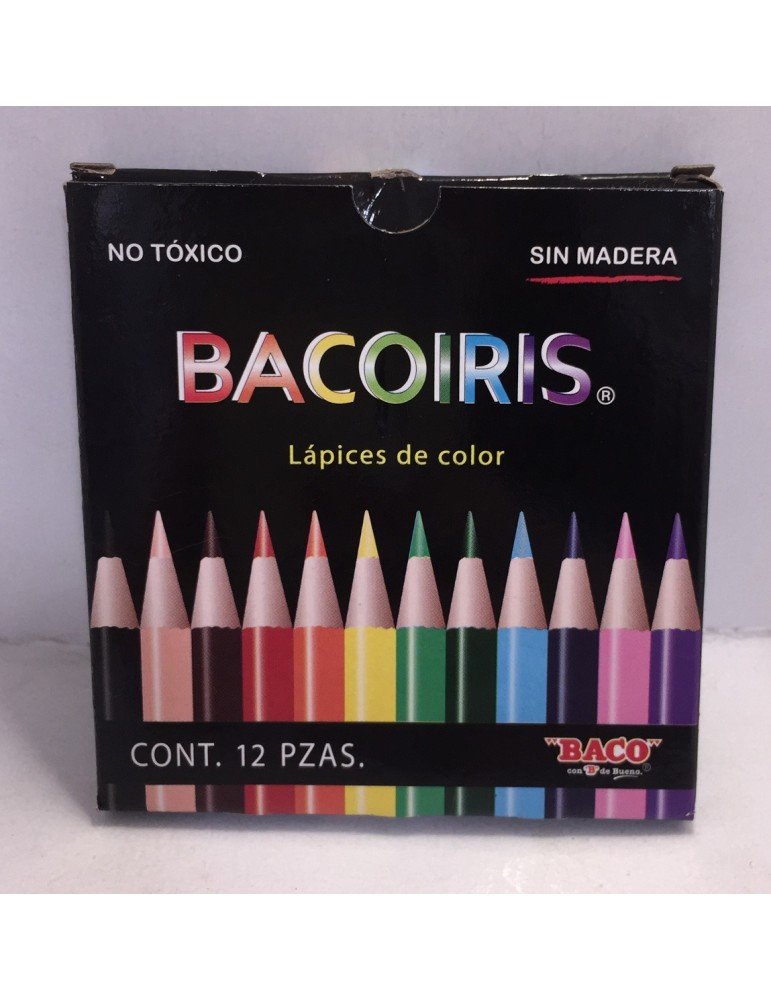 NO TÓXICO
SIN MADERA
BACOIRIS®
Lápices de color
CONT. 12 PZAS.
"BACO"
con "B" de Bueno.®